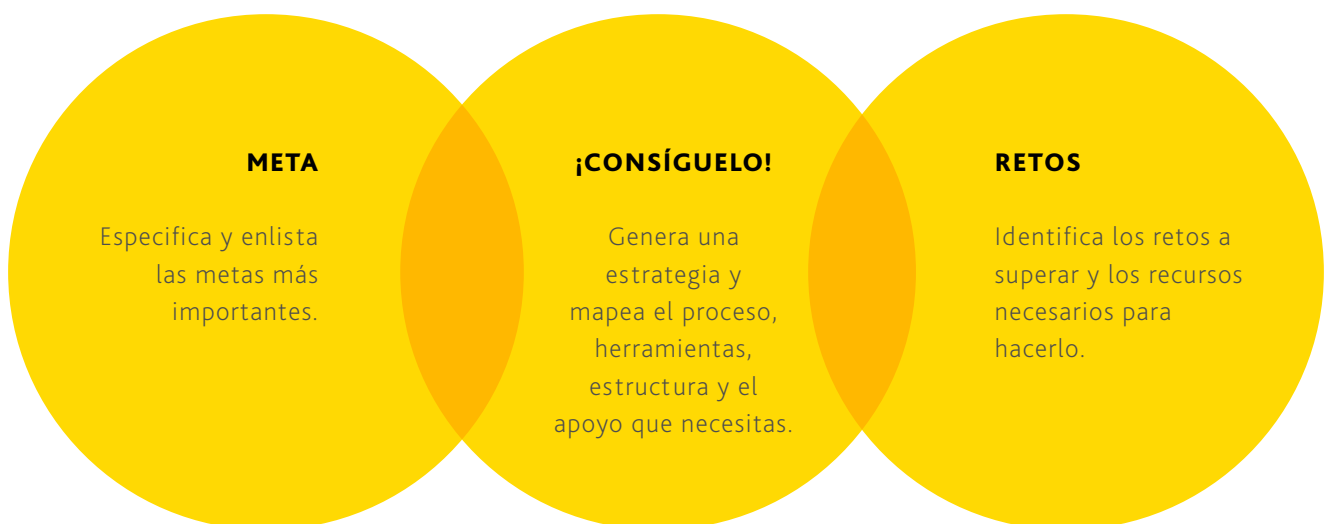 META
Especifica y enlista
las metas más
importantes.
¡CONSÍGUELO!
Genera una
estrategia y
mapea el proceso,
herramientas,
estructura y el
apoyo que necesitas.
RETOS
Identifica los retos a
superar y los recursos
necesarios para
hacerlo.